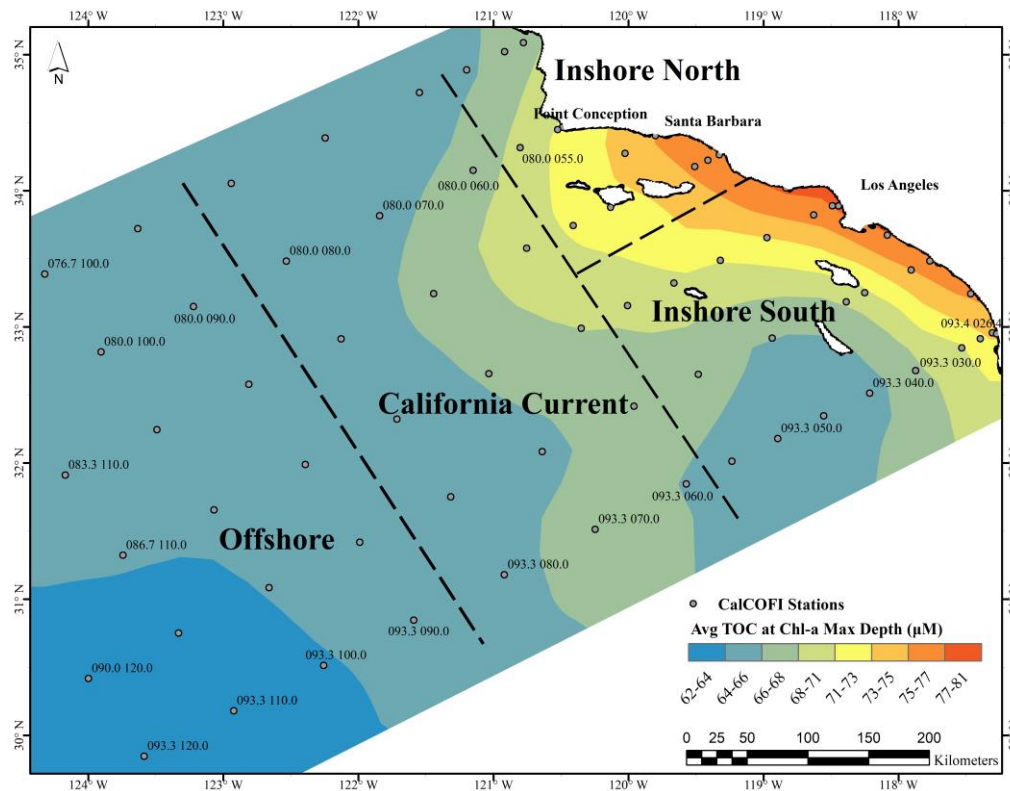 124° W 123° W 122° W 121° W 120° W 119° W 118° W
35° N
34° N
33° N
32° N
31° N
30° N
N
Inshore North
Point Conception
Santa Barbara
Los Angeles
080.0 055.0
080.0 060.0
080.0 070.0
080.0 080.0
076.7 100.0
080.0 090.0
080.0 100.0
Inshore South
093.4 026.4
093.3 030.0
093.3 040.0
California Current
093.3 050.0
083.3 110.0
093.3 060.0
093.3 070.0
Offshore
086.7 110.0
093.3 080.0
093.3 090.0
093.3 100.0
090.0 120.0
093.3 110.0
093.3 120.0
CalCOFI Stations
Avg TOC at Chl-a Max Depth (µM)
62-64 64-66 66-68 68-71 71-73 73-75 75-77 77-81
0 25 50 100 150 200
Kilometers
124° W 123° W 122° W 121° W 120° W 119° W 118° W